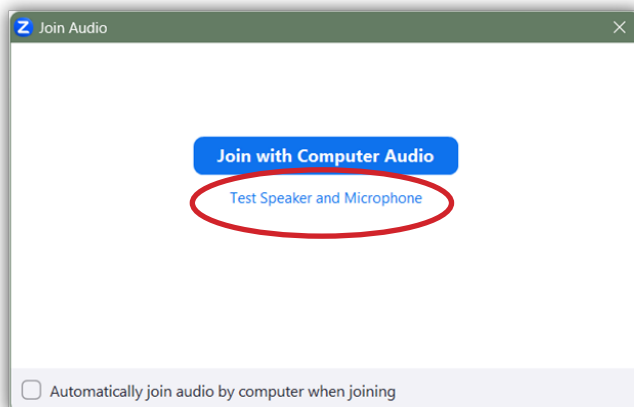 Join Audio
Join with Computer Audio
Test Speaker and Microphone
Automatically join audio by computer when joining